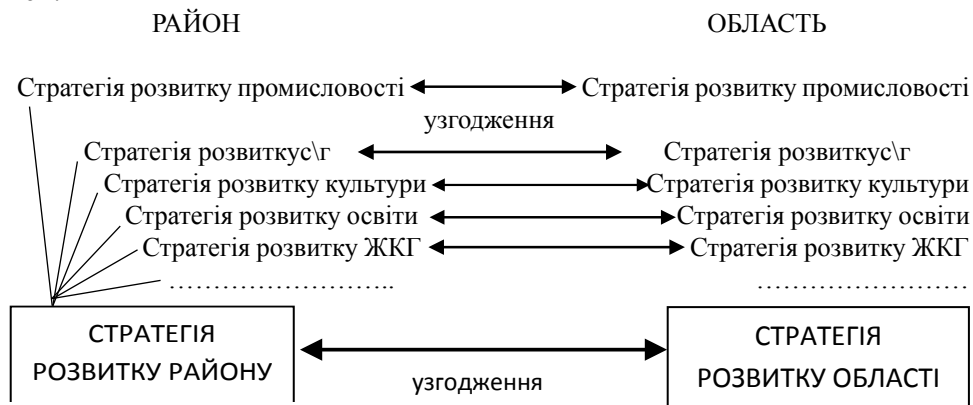 РАЙОН ОБЛАСТЬ
Стратегія розвитку промисловості Стратегія розвитку промисловості
узгодження
Стратегія розвиткус\г Стратегія розвиткус\г
Стратегія розвитку культури Стратегія розвитку культури
Стратегія розвитку освіти Стратегія розвитку освіти
Стратегія розвитку ЖКГ Стратегія розвитку ЖКГ
…………………….. ……………………
СТРАТЕГІЯ СТРАТЕГІЯ
РОЗВИТКУ РАЙОНУ РОЗВИТКУ ОБЛАСТІ
узгодження